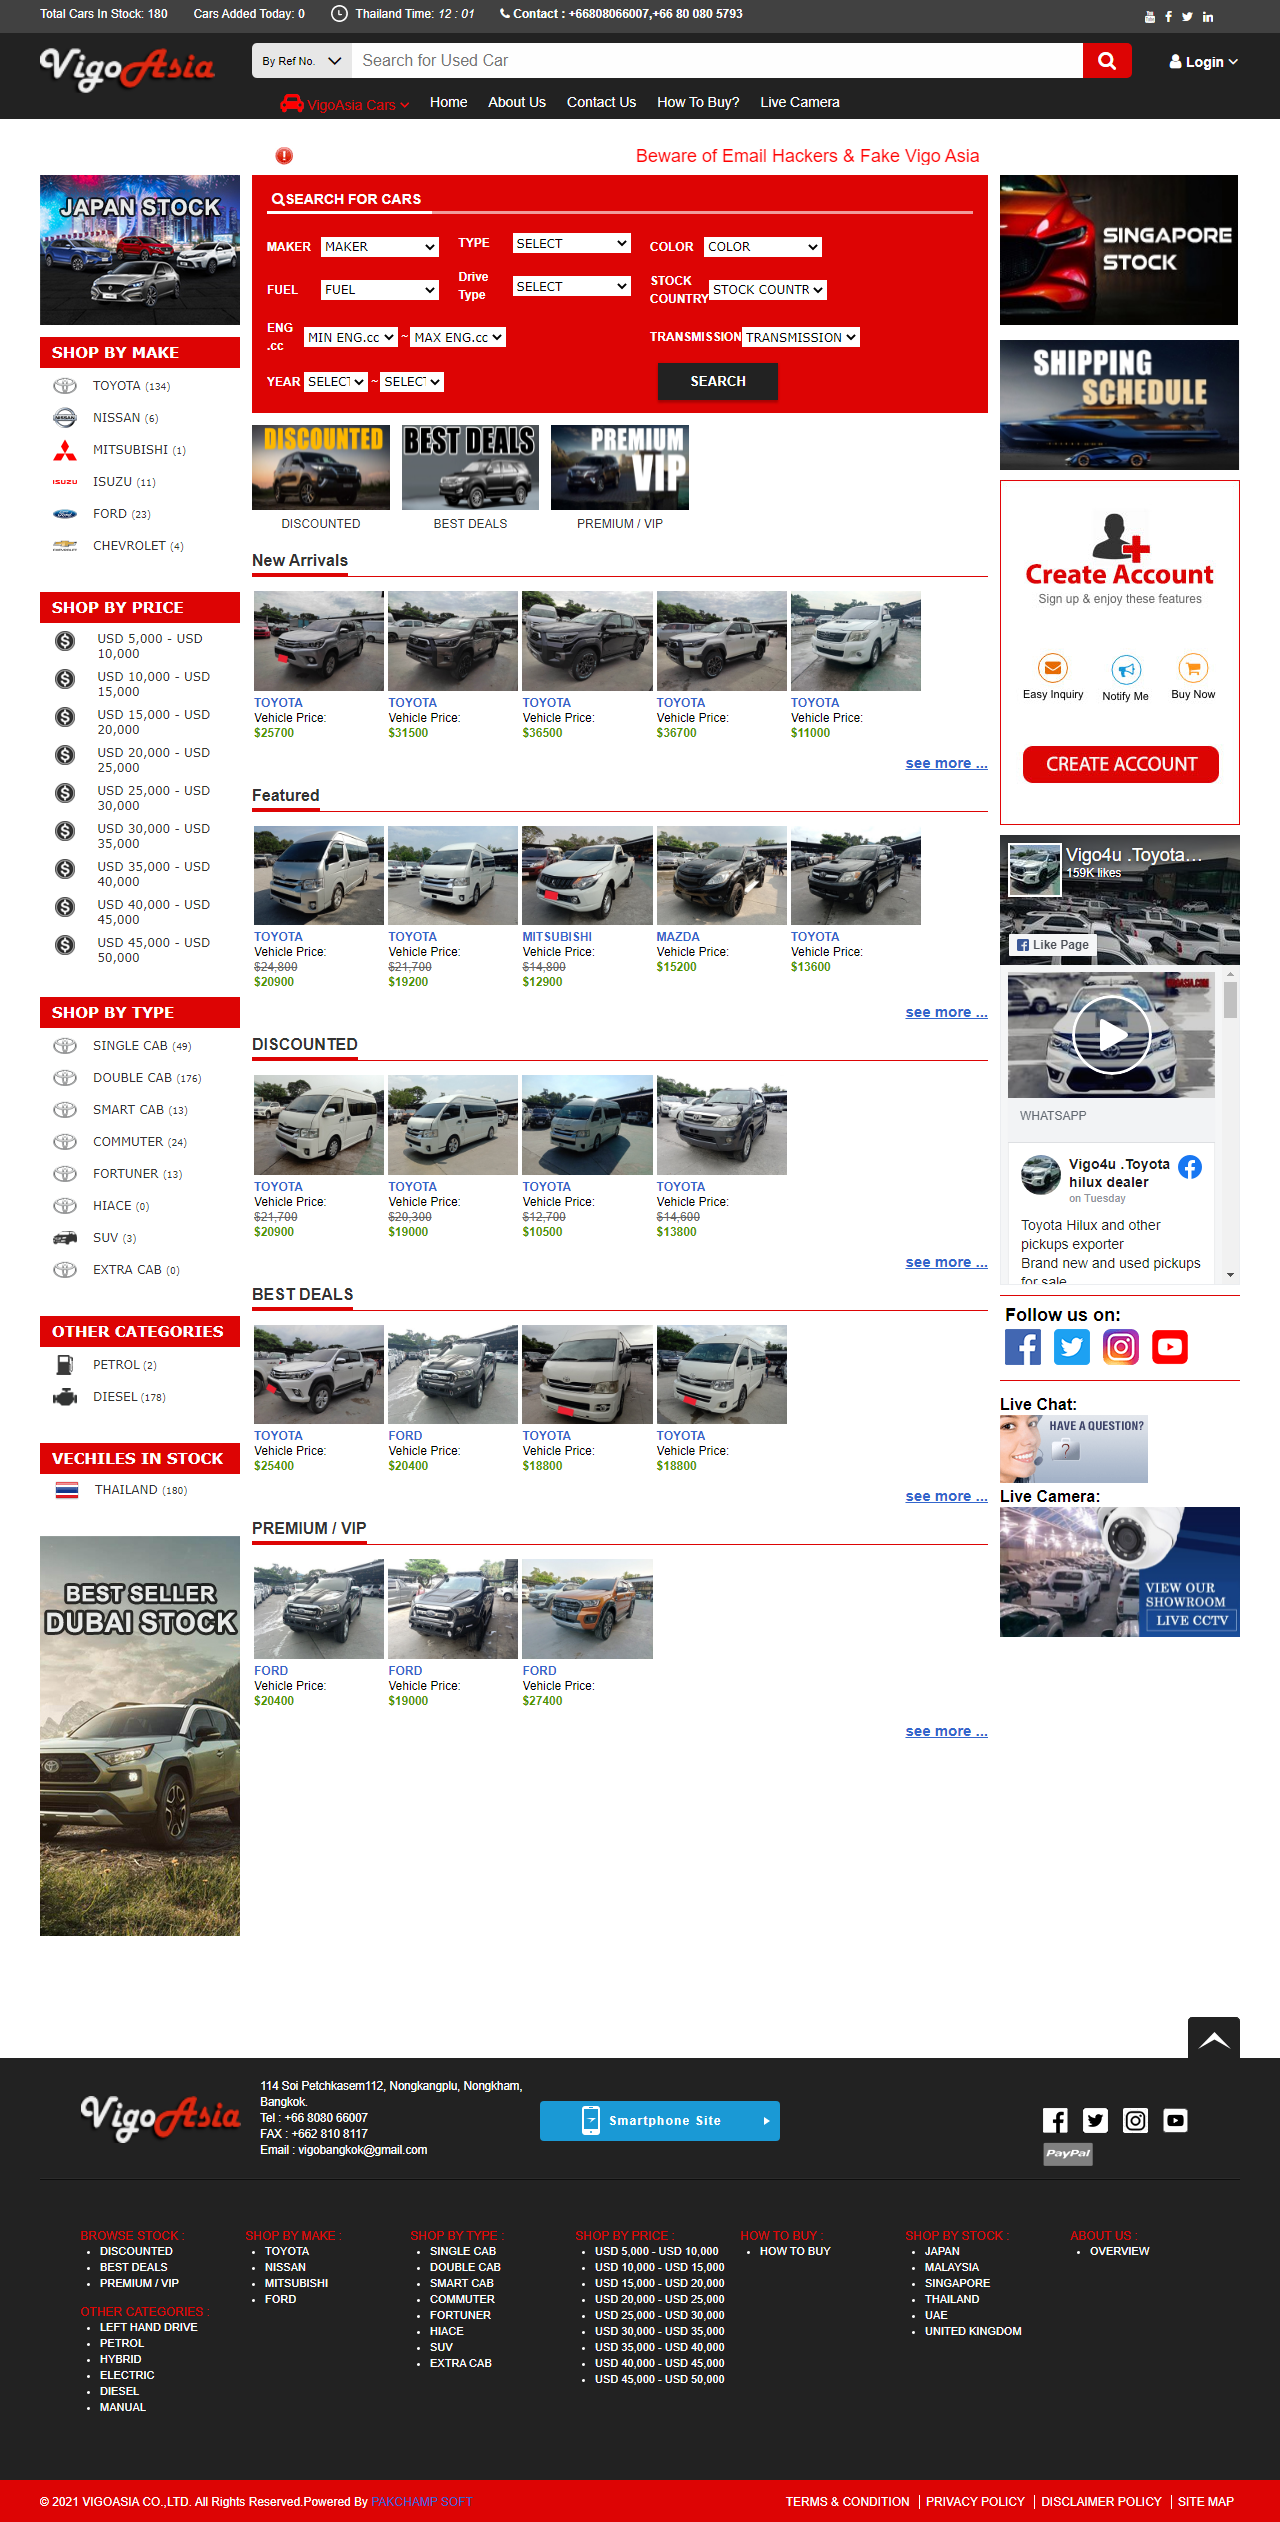 Total Cars In Stock: 180 Cars Added Today: 0 Thailand Time: 12 : 01 Contact : +66808066007,+66 80 080 5793
VigoAsia
By Ref No. Search for Used Car
Login
VigoAsia Cars Home About Us Contact Us How To Buy? Live Camera
Beware of Email Hackers & Fake Vigo Asia
JAPAN STOCK
SHOP BY MAKE
TOYOTA (134)
NISSAN (6)
MITSUBISHI (1)
ISUZU (11)
FORD (23)
CHEVROLET (4)
SHOP BY PRICE
USD 5,000 - USD
10,000
USD 10,000 - USD
15,000
USD 15,000 - USD
20,000
USD 20,000 - USD
25,000
USD 25,000 - USD
30,000
USD 30,000 - USD
35,000
USD 35,000 - USD
40,000
USD 40,000 - USD
45,000
USD 45,000 - USD
50,000
SHOP BY TYPE
SINGLE CAB (49)
DOUBLE CAB (176)
SMART CAB (13)
COMMUTER (24)
FORTUNER (13)
HIACE (0)
SUV (3)
EXTRA CAB (0)
OTHER CATEGORIES
PETROL (2)
DIESEL (178)
VECHILES IN STOCK
THAILAND (180)
BEST SELLER
DUBAI STOCK
SEARCH FOR CARS
MAKER MAKER TYPE SELECT COLOR COLOR
FUEL FUEL Drive
Type SELECT STOCK
COUNTRY STOCK COUNTR
ENG
.cc MIN ENG.cc ~ MAX ENG.cc TRANSMISSION TRANSMISSION
YEAR SELECT ~ SELECT SEARCH
DISCOUNTED BEST DEALS PREMIUM
VIP
DISCOUNTED BEST DEALS PREMIUM / VIP
New Arrivals
TOYOTA TOYOTA TOYOTA TOYOTA TOYOTA
Vehicle Price: Vehicle Price: Vehicle Price: Vehicle Price: Vehicle Price:
$25700 $31500 $36500 $36700 $11000
see more ...
Featured
TOYOTA TOYOTA MITSUBISHI MAZDA TOYOTA
Vehicle Price: Vehicle Price: Vehicle Price: Vehicle Price: Vehicle Price:
$24,800 $21,700 $14,800 $15200 $13600
$20900 $19200 $12900
see more ...
DISCOUNTED
TOYOTA TOYOTA TOYOTA TOYOTA
Vehicle Price: Vehicle Price: Vehicle Price: Vehicle Price:
$21,700 $20,300 $12,700 $14,600
$20900 $19000 $10500 $13800
see more ...
BEST DEALS
TOYOTA FORD TOYOTA TOYOTA
Vehicle Price: Vehicle Price: Vehicle Price: Vehicle Price:
$25400 $20400 $18800 $18800
see more ...
PREMIUM / VIP
FORD FORD FORD
Vehicle Price: Vehicle Price: Vehicle Price:
$20400 $19000 $27400
see more ...
SINGAPORE
STOCK
SHIPPING
SCHEDULE
Create Account
Sign up & enjoy these features
Easy Inquiry Notify Me Buy Now
CREATE ACCOUNT
Vigo4u .Toyota...
159K likes
Like Page
WHATSAPP
Vigo4u .Toyota
hilux dealer
on Tuesday
Toyota Hilux and other
pickups exporter
Brand new and used pickups
for sale
Follow us on:
Live Chat:
HAVE A QUESTION?
?
Live Camera:
VIEW OUR
SHOWROOM
LIVE CCTV
VigoAsia
114 Soi Petchkasem112, Nongkangplu, Nongkham,
Bangkok.
Tel : +66 8080 66007
FAX : +662 810 8117
Email : vigobangkok@gmail.com
Smartphone Site
PayPal
BROWSE STOCK :
DISCOUNTED
BEST DEALS
PREMIUM / VIP
OTHER CATEGORIES :
LEFT HAND DRIVE
PETROL
HYBRID
ELECTRIC
DIESEL
MANUAL
SHOP BY MAKE :
TOYOTA
NISSAN
MITSUBISHI
FORD
SHOP BY TYPE :
SINGLE CAB
DOUBLE CAB
SMART CAB
COMMUTER
FORTUNER
HIACE
SUV
EXTRA CAB
SHOP BY PRICE :
USD 5,000 - USD 10,000
USD 10,000 - USD 15,000
USD 15,000 - USD 20,000
USD 20,000 - USD 25,000
USD 25,000 - USD 30,000
USD 30,000 - USD 35,000
USD 35,000 - USD 40,000
USD 40,000 - USD 45,000
USD 45,000 - USD 50,000
HOW TO BUY :
HOW TO BUY
SHOP BY STOCK :
JAPAN
MALAYSIA
SINGAPORE
THAILAND
UAE
UNITED KINGDOM
ABOUT US :
OVERVIEW
© 2021 VIGOASIA CO.,LTD. All Rights Reserved.Powered By PAKCHAMP SOFT
TERMS & CONDITION PRIVACY POLICY DISCLAIMER POLICY SITE MAP